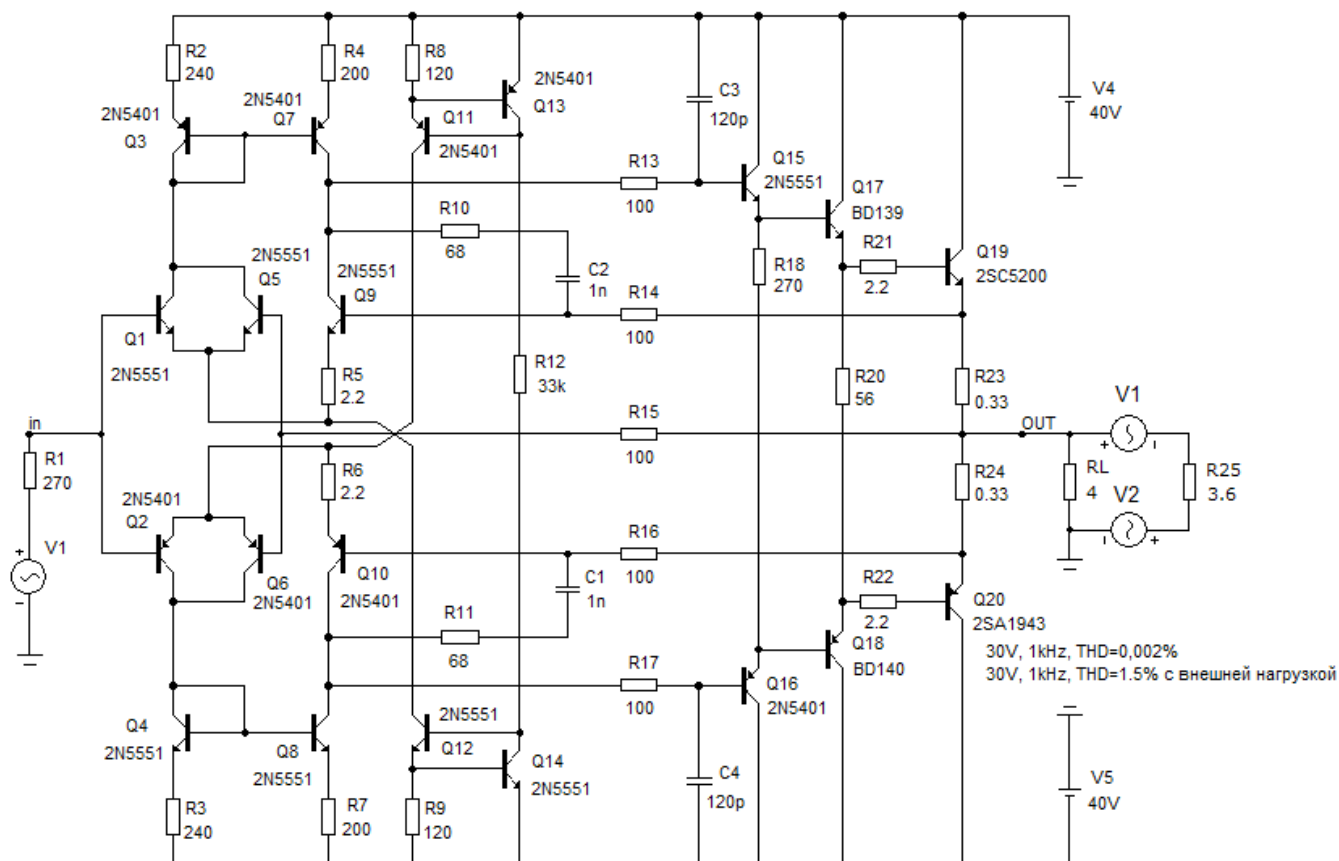 R2
240
R4
200
R8
120
2N5401
Q13
2N5401
Q3
2N5401
Q7
Q11
2N5401
C3
120p
V4
40V
R13
100
Q15
2N5551
Q17
BD139
R10
68
R21
2.2
Q19
2SC5200
2N5551
Q5
2N5551
Q9
C2
1n
R14
100
R18
270
Q1
2N5551
R5
2.2
R12
33k
R20
56
R23
0.33
in
R15
100
OUT
V1
R1
270
R6
2.2
R24
0.33
RL
4
R25
3.6
V2
2N5401
Q2
V1
R16
100
Q6
2N5401
Q10
2N5401
C1
1n
R22
2.2
Q20
2SA1943
R11
68
Q18
BD140
30V, 1kHz, THD=0,002%
30V, 1kHz, THD=1.5% с внешней нагрузкой
R17
100
Q16
2N5401
Q4
2N5551
Q8
2N5551
2N5551
Q12
Q14
2N5551
C4
120p
V5
40V
R3
240
R7
200
R9
120